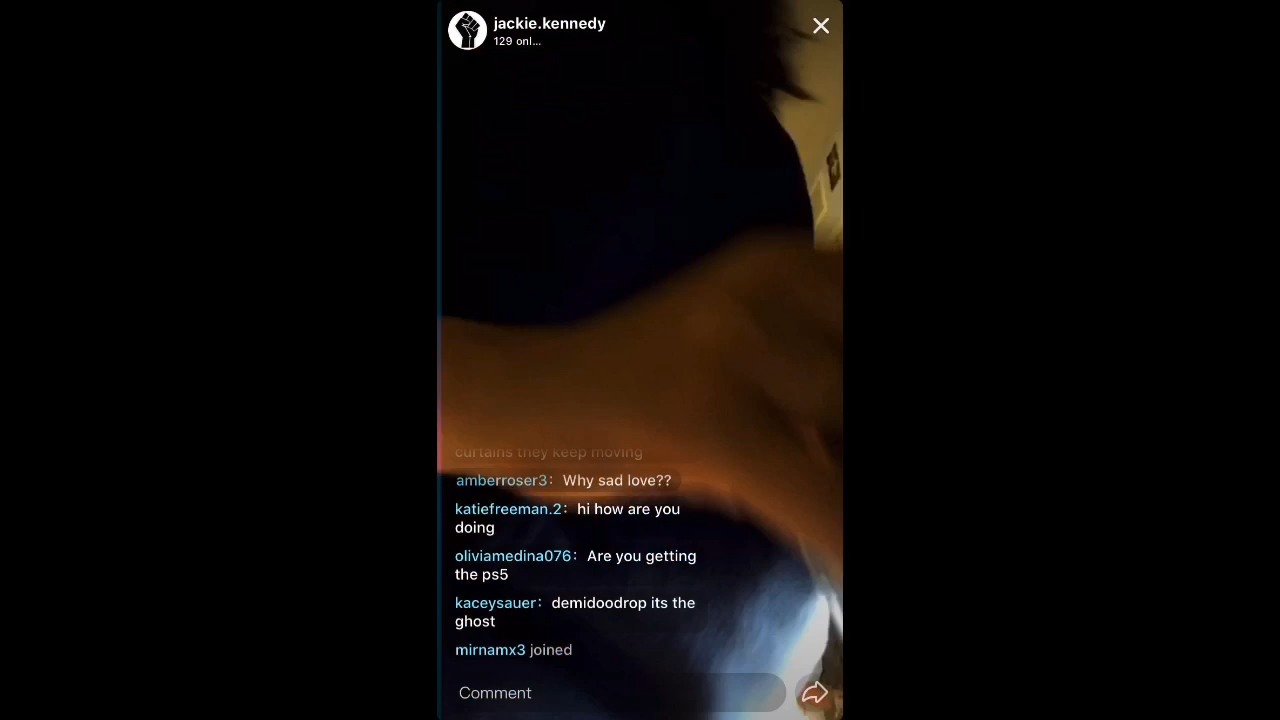 jackie.kennedy
129 onl...
curtains they keep moving
amberroser3: Why sad love??
katiefreeman.2: hi how are you
doing
oliviamedina076: Are you getting
the ps5
kaceysauer: demidoodrop its the
ghost
mirnamx3 joined
Comment